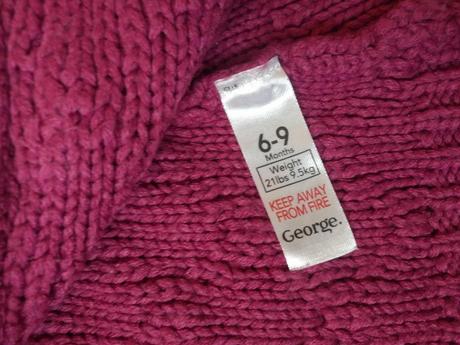 6-9
Months
Weight
21lbs 9.5kg
KEEP AWAY
FROM FIRE
George.